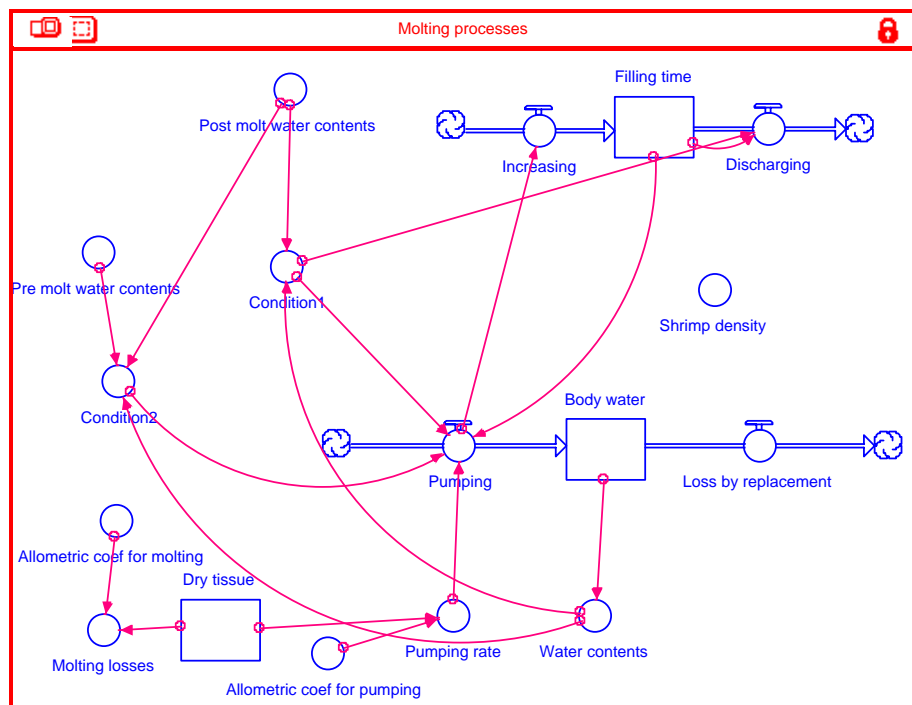 Molting processes
Filling time
Post molt water contents
Increasing
Discharging
Pre molt water contents
Condition1
Shrimp density
Condition2
Body water
Pumping
Loss by replacement
Allometric coef for molting
Dry tissue
Molting losses
Pumping rate
Water contents
Allometric coef for pumping